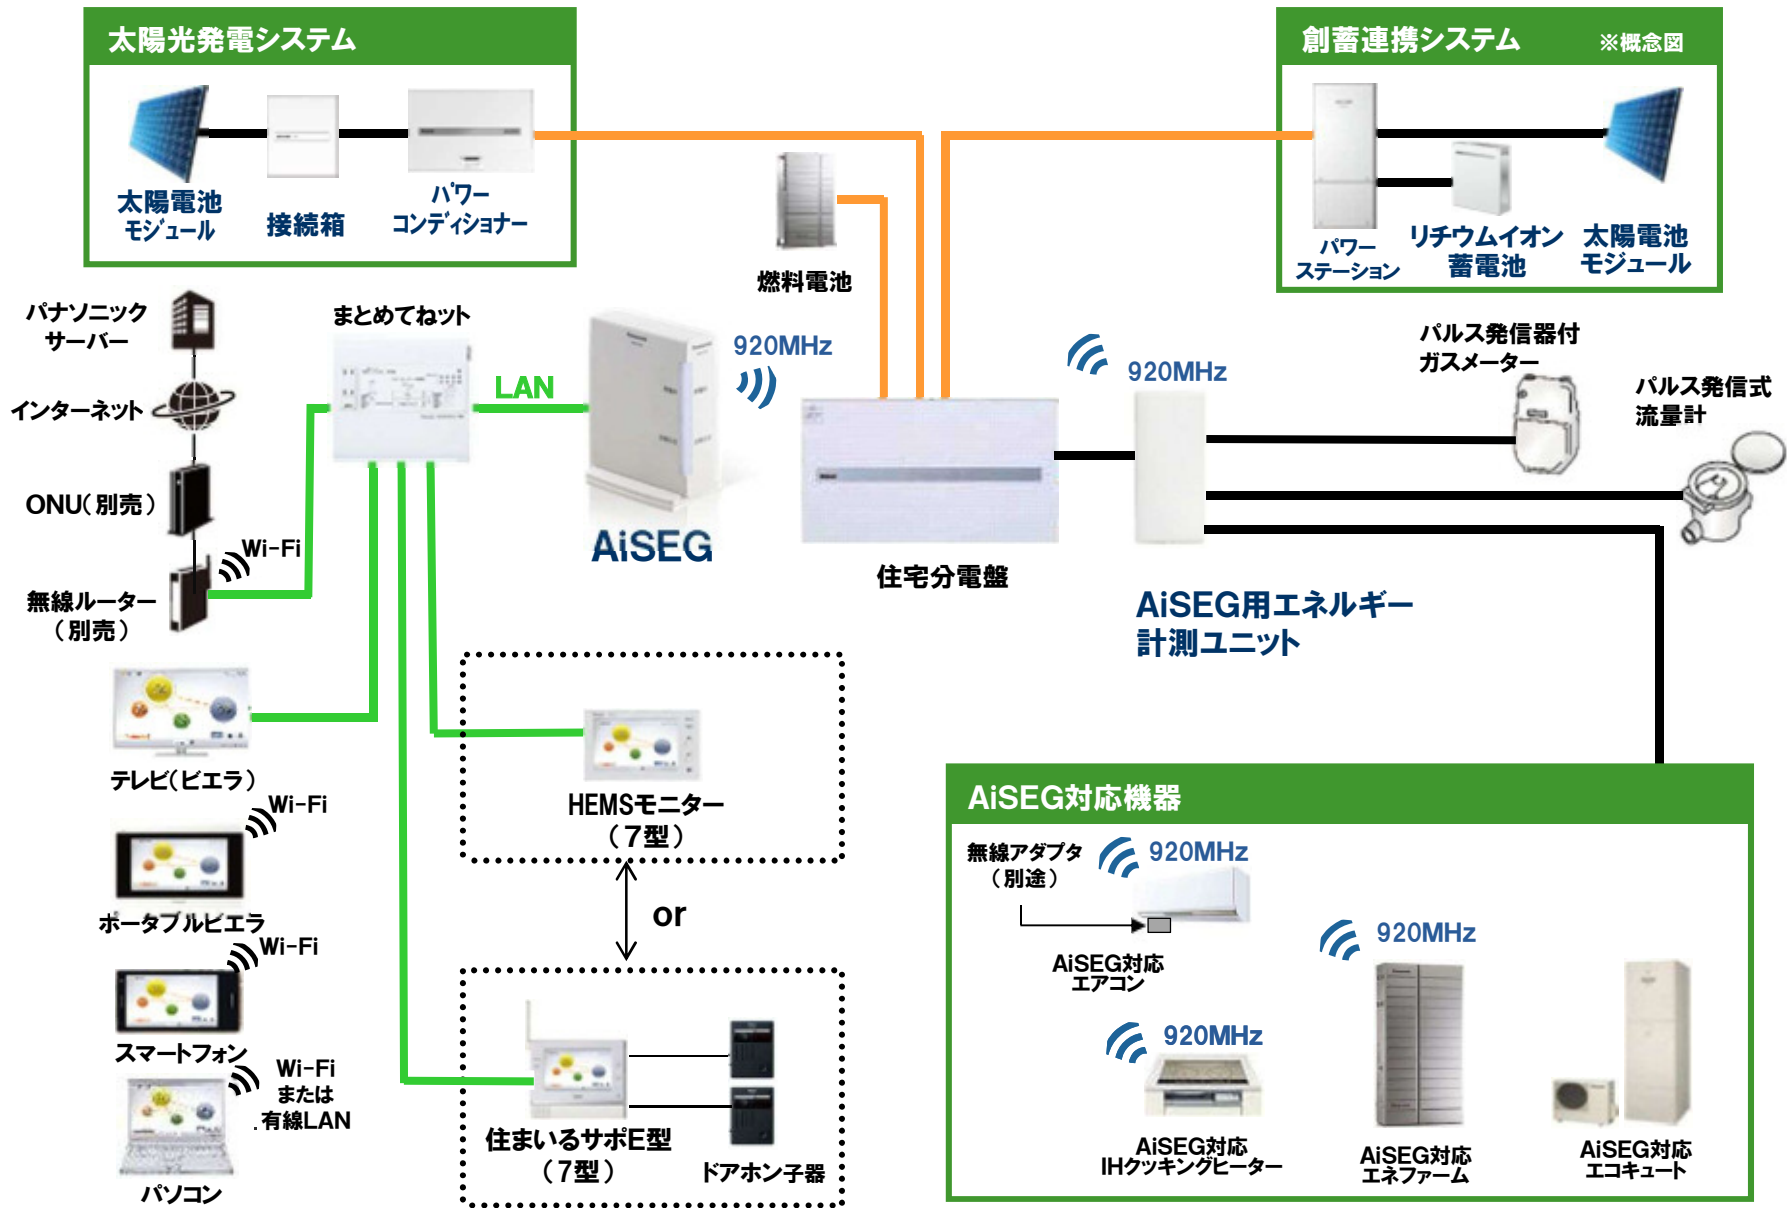 太陽光発電システム
太陽電池
モジュール
接続箱
パワー
コンディショナー
創蓄連携システム
※概念図
パワー
ステーション
リチウムイオン
蓄電池
太陽電池
モジュール
燃料電池
パナソニック
サーバー
インターネット
ONU(別売)
Wi-Fi
無線ルーター
(別売)
まとめてねット
LAN
AiSEG
920MHz
住宅分電盤
920MHz
AiSEG用エネルギー
計測ユニット
パルス発信器付
ガスメーター
パルス発信式
流量計
テレビ(ビエラ)
Wi-Fi
ポータブルビエラ
Wi-Fi
スマートフォン
Wi-Fi
または
.有線LAN
パソコン
HEMSモニター
(7型)
or
住まいるサポE型
(7型)
ドアホン子器
AiSEG対応機器
無線アダプタ
(別途)
920MHz
AiSEG対応
エアコン
920MHz
AiSEG対応
IHクッキングヒーター
920MHz
AiSEG対応
エネファーム
AiSEG対応
エコキュート